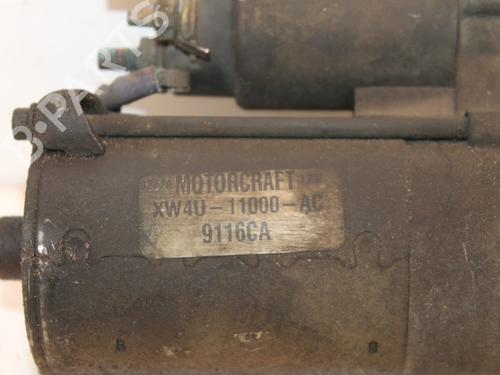 MOTORCRAFT 12V
XW4U-11000-AC
9116CA
B
B-PARTS